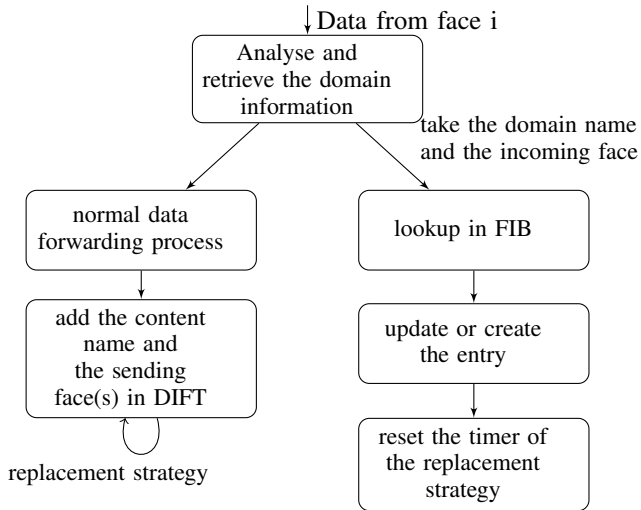 Data from face i
Analyse and
retrieve the domain
information
take the domain name
and the incoming face
normal data
forwarding process
lookup in FIB
add the content
name and
the sending
face(s) in DIFT
update or create
the entry
replacement strategy
reset the timer of
the replacement
strategy